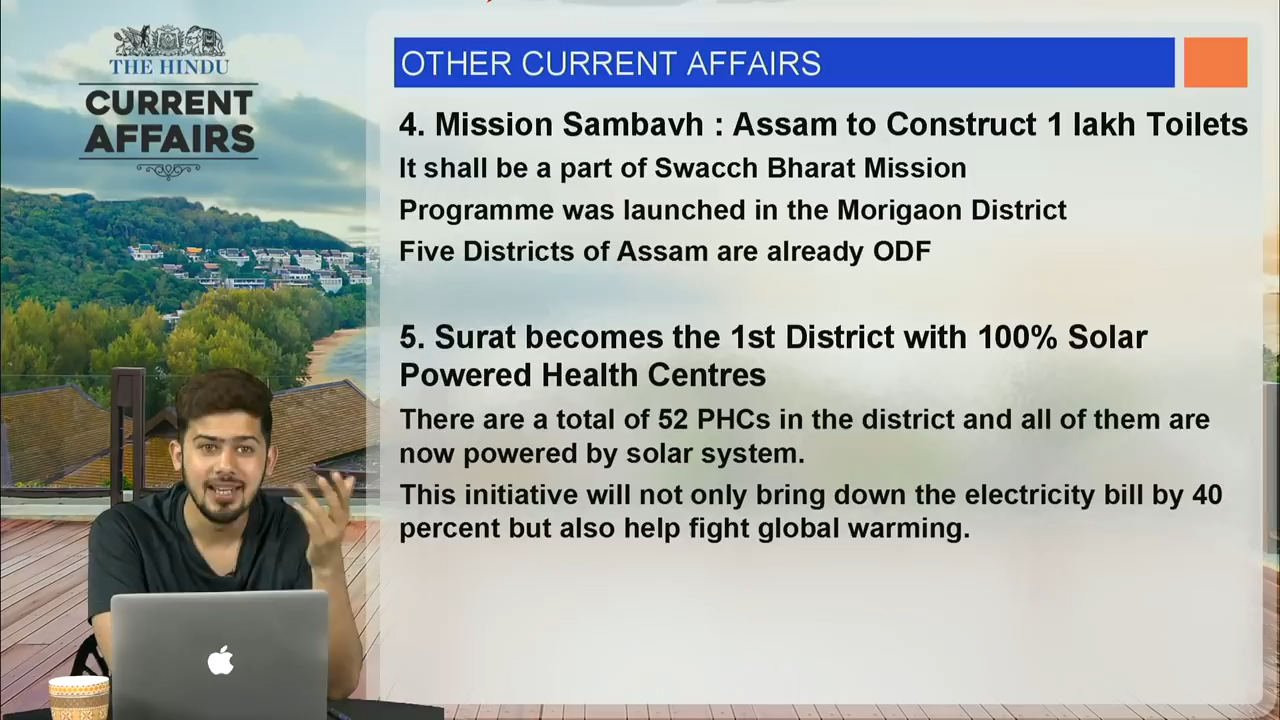 THE HINDU
CURRENT
AFFAIRS
OTHER CURRENT AFFAIRS
4. Mission Sambavh : Assam to Construct 1 lakh Toilets
It shall be a part of Swacch Bharat Mission
Programme was launched in the Morigaon District
Five Districts of Assam are already ODF
5. Surat becomes the 1st District with 100% Solar
Powered Health Centres
There are a total of 52 PHCs in the district and all of them are
now powered by solar system.
This initiative will not only bring down the electricity bill by 40
percent but also help fight global warming.